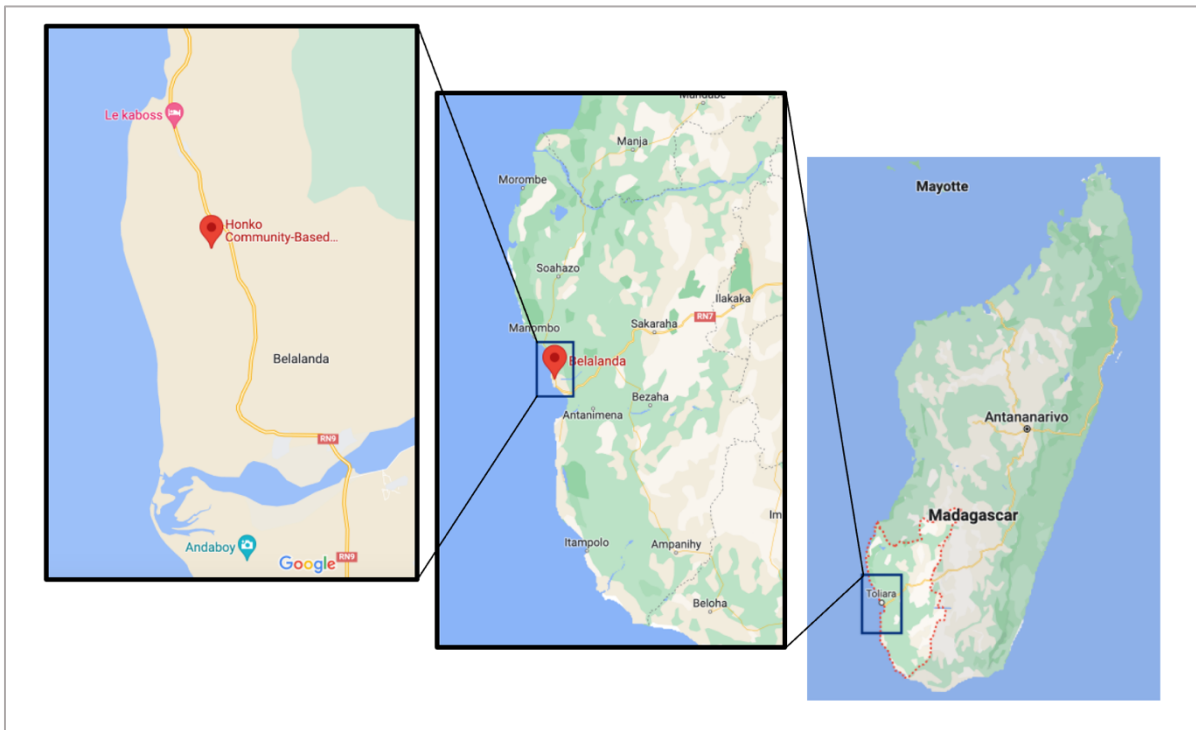 Le kaboss
Honko
Community-Based...
Belalanda
RN9
Andaboy
Google
RN9
Manja
Morombe
Soahazo
Ilakaka
RN7
Sakaraha
Manombo
Belalanda
Bezaha
Antanimena
Itampolo
Ampanihy
Beloha
Mayotte
Antananarivo
Madagascar
Toliara